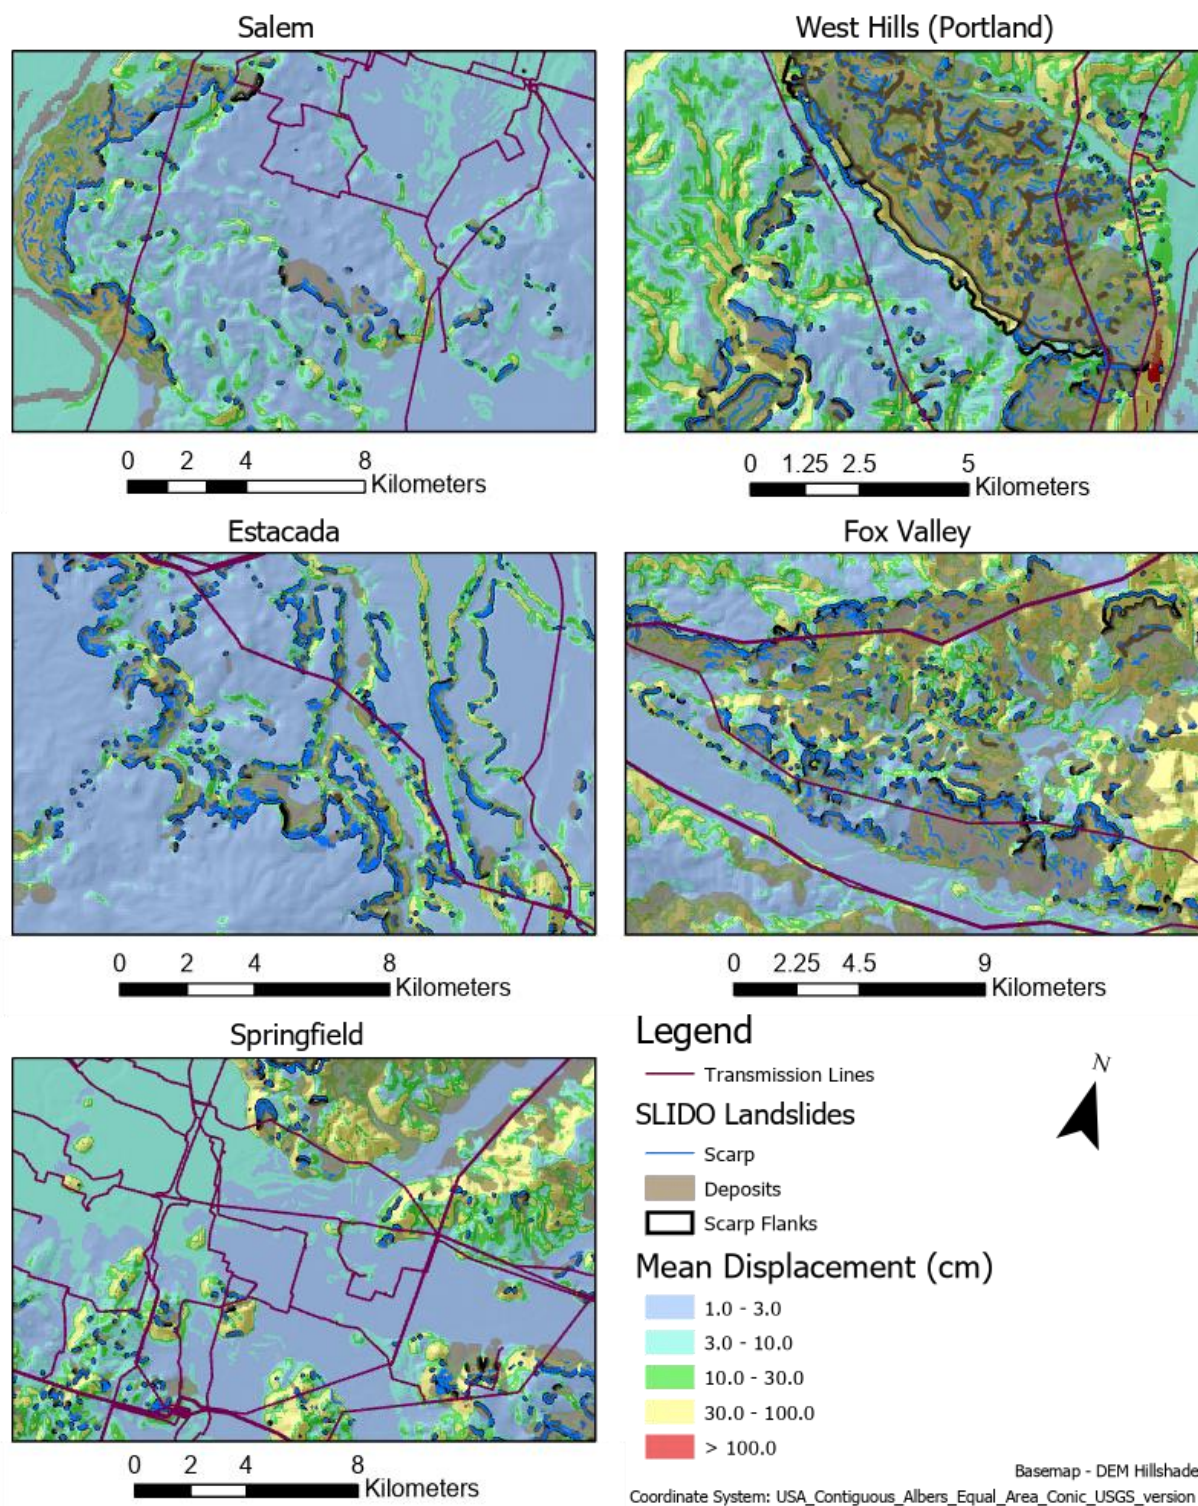 Salem
West Hills (Portland)
0 2 4 8
Kilometers
0 1.25 2.5 5
Kilometers
Estacada
Fox Valley
0 2 4 8
Kilometers
0 2.25 4.5 9
Kilometers
Springfield
0 2 4 8
Kilometers
Legend
Transmission Lines
SLIDO Landslides
Scarp
Deposits
Scarp Flanks
N
Mean Displacement (cm)
1.0 - 3.0
3.0 - 10.0
10.0 - 30.0
30.0 - 100.0
> 100.0
Basemap - DEM Hillshade
Coordinate System: USA_Contiguous_Albers_Equal_Area_Conic_USGS_version